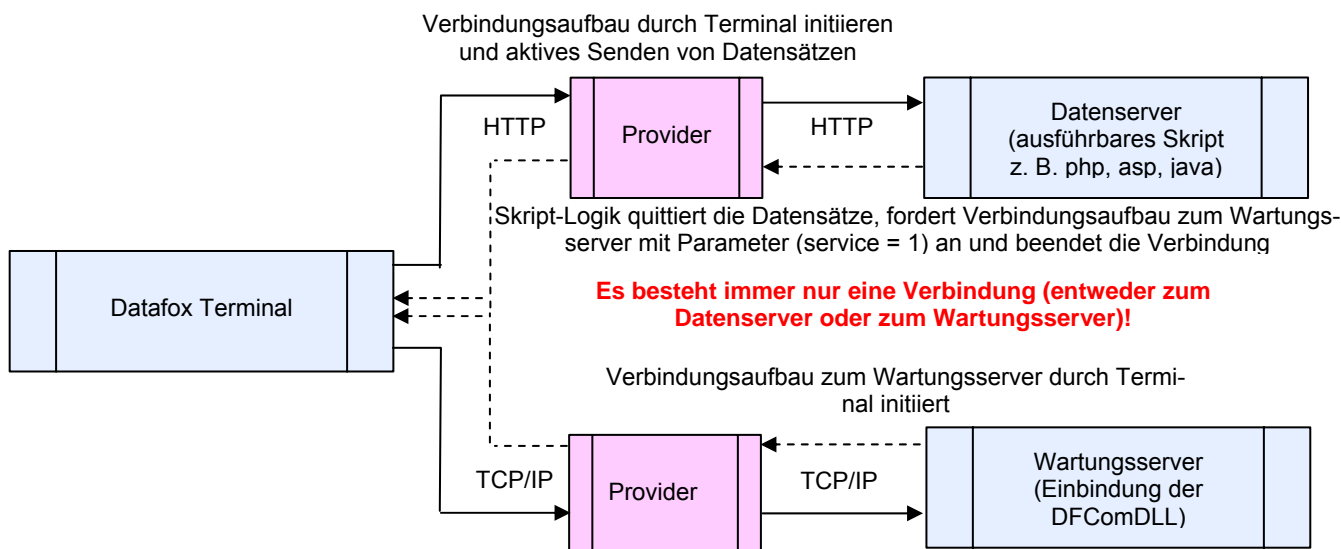 Verbindungsaufbau durch Terminal initiieren
und aktives Senden von Datensätzen
HTTP
Provider
HTTP
Datenserver
(ausführbares Skript
z. B. php, asp, java)
Skript-Logik quittiert die Datensätze, fordert Verbindungsaufbau zum Wartungs-
server mit Parameter (service = 1) an und beendet die Verbindung
Datafox Terminal
Es besteht immer nur eine Verbindung (entweder zum
Datenserver oder zum Wartungsserver)!
Verbindungsaufbau zum Wartungsserver durch Termi-
nal initiiert
TCP/IP
Provider
TCP/IP
Wartungsserver
(Einbindung der
DFComDLL)